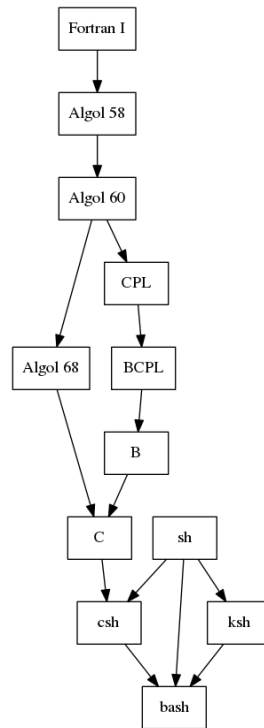 Fortran I
Algol 58
Algol 60
CPL
Algol 68
BCPL
B
C
sh
csh
ksh
bash